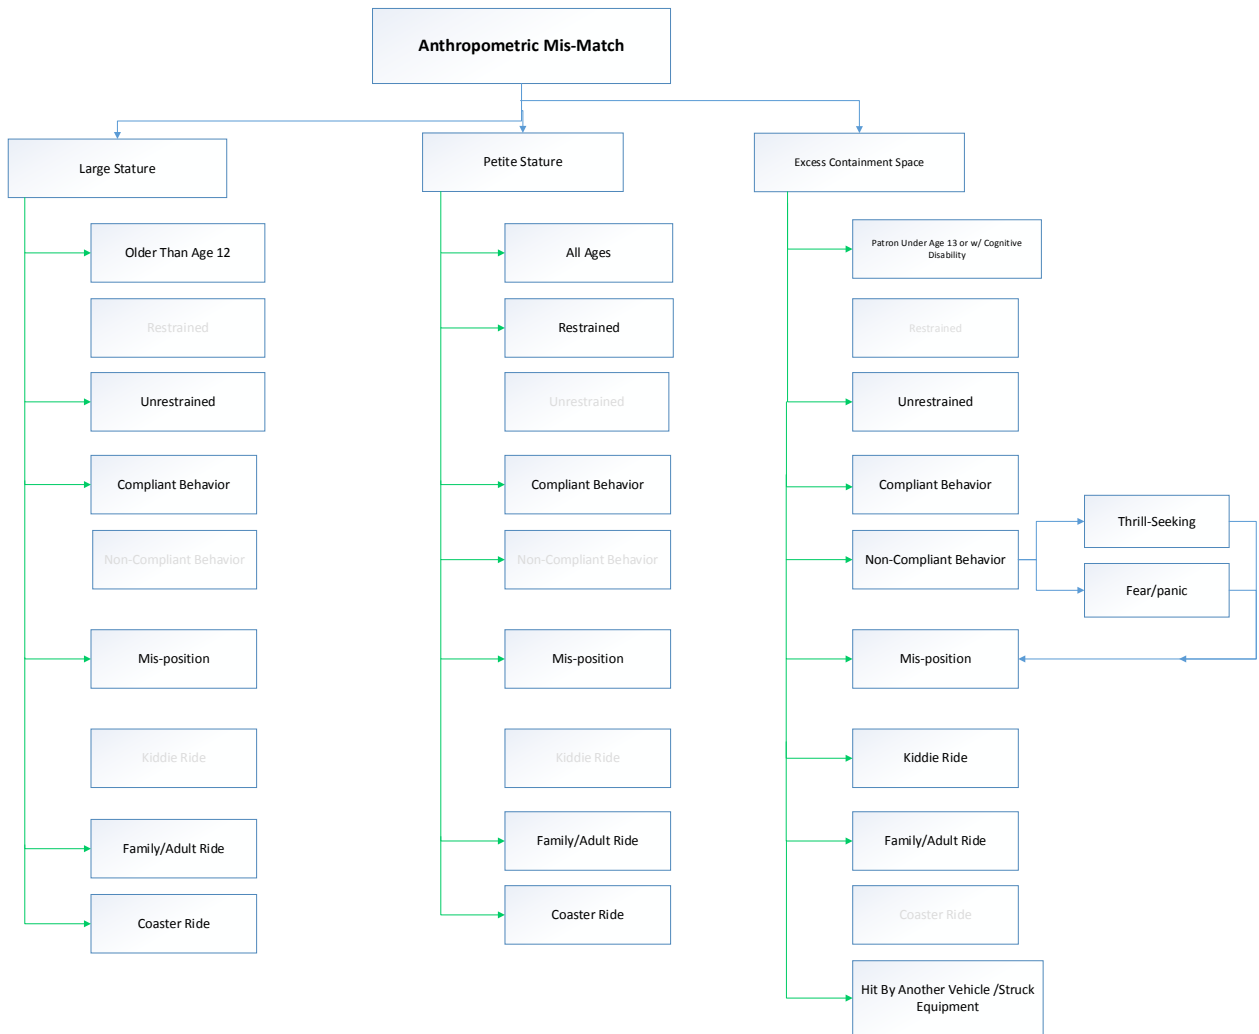 Anthropometric Mis-Match
Large Stature
Older Than Age 12
Restrained
Unrestrained
Compliant Behavior
Non-Compliant Behavior
Mis-position
Kiddie Ride
Family/Adult Ride
Coaster Ride
Petite Stature
All Ages
Restrained
Unrestrained
Compliant Behavior
Non-Compliant Behavior
Mis-position
Kiddie Ride
Family/Adult Ride
Coaster Ride
Excess Containment Space
Patron Under Age 13 or w/ Cognitive
Disability
Restrained
Unrestrained
Compliant Behavior
Non-Compliant Behavior
Thrill-Seeking
Fear/panic
Mis-position
Kiddie Ride
Family/Adult Ride
Coaster Ride
Hit By Another Vehicle /Struck
Equipment